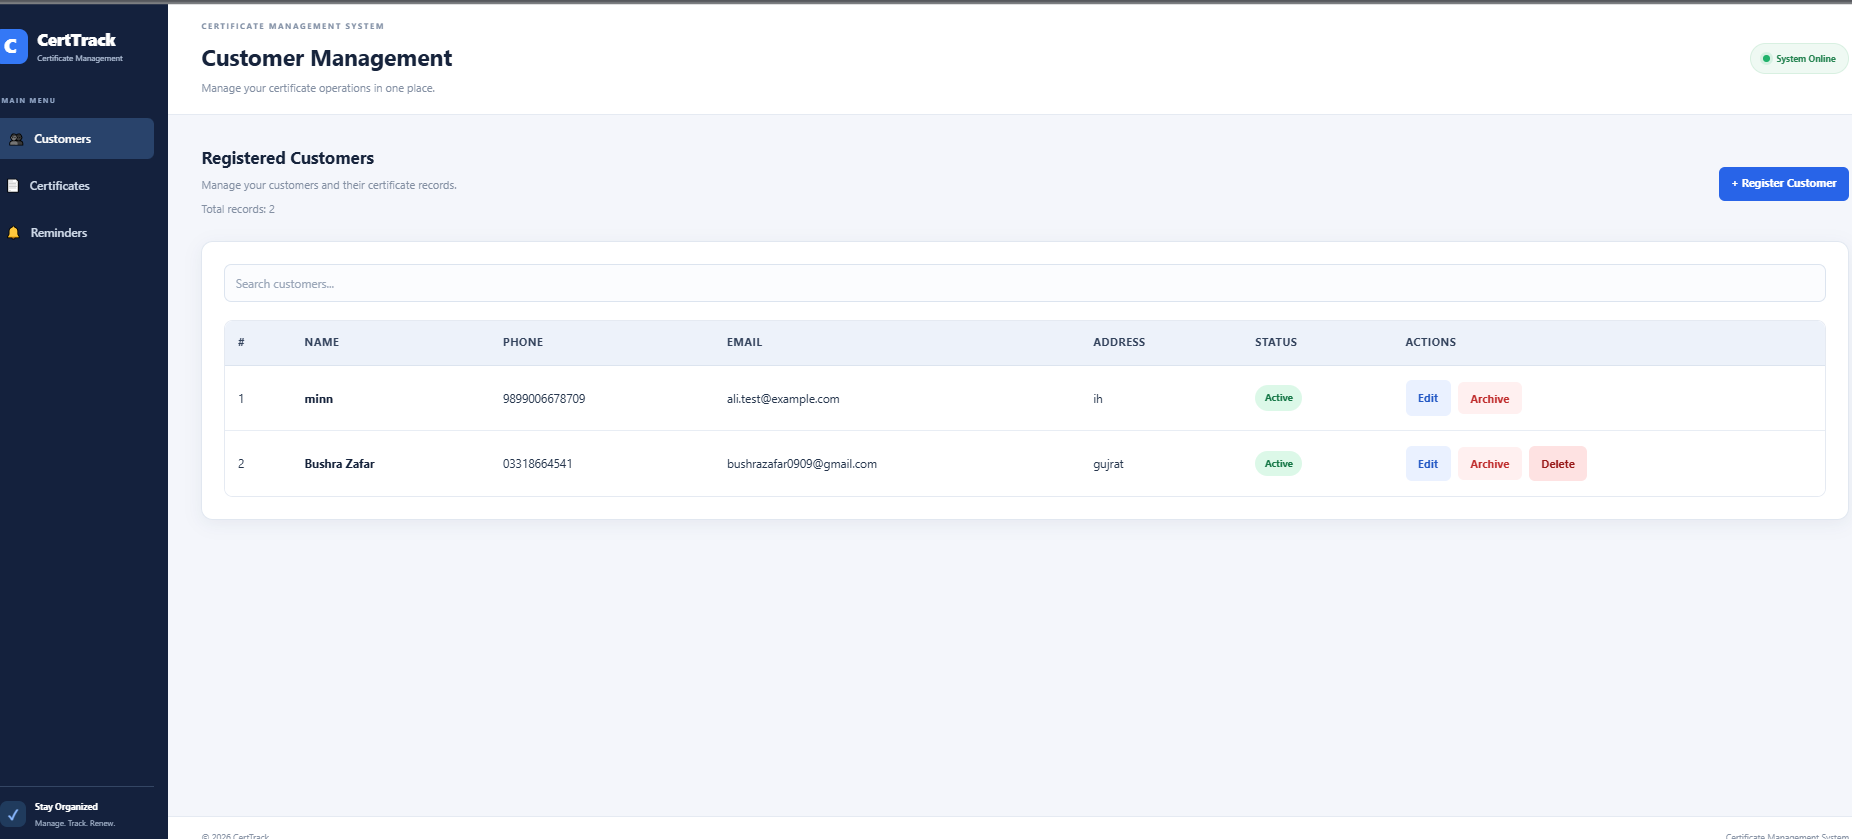 C
CertTrack
Certificate Management
MAIN MENU
Customers
Certificates
Reminders
Stay Organized
Manage. Track. Renew.
CERTIFICATE MANAGEMENT SYSTEM
Customer Management
Manage your certificate operations in one place.
System Online
Registered Customers
Manage your customers and their certificate records.
Total records: 2
+ Register Customer
Search customers...
# NAME PHONE EMAIL ADDRESS STATUS ACTIONS
1 minn 9899006678709 ali.test@example.com ih Active Edit Archive
2 Bushra Zafar 03318664541 bushrazafar0909@gmail.com gujrat Active Edit Archive Delete
© 2026 CertTrack
Certificate Management System